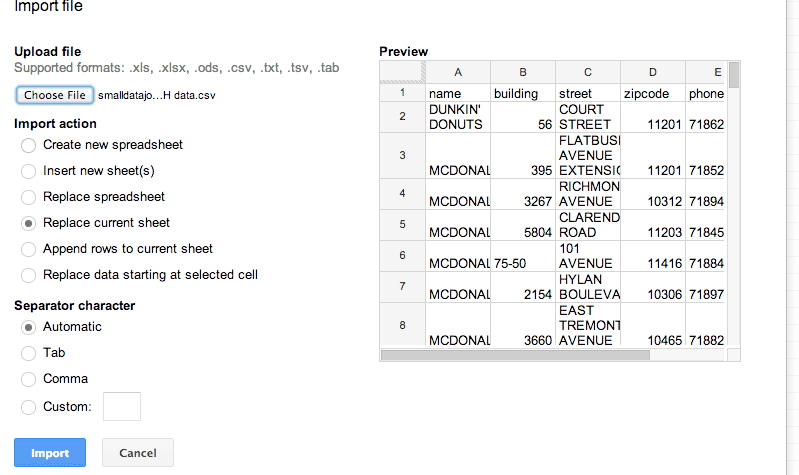 Import file
Upload file
Supported formats: .xls, .xlsx, .ods, .csv, .txt, .tsv, .tab
Choose File smalldatajo...H data.csv
Import action
Create new spreadsheet
Insert new sheet(s)
Replace spreadsheet
Replace current sheet
Append rows to current sheet
Replace data starting at selected cell
Separator character
Automatic
Tab
Comma
Custom:
Import Cancel
Preview
A B C D E
1 name building street zipcode phone
DUNKIN' COURT
2 DONUTS 56 STREET 11201 71862
FLATBUS
AVENUE
3 MCDONAL 395 EXTENSI 11201 71852
RICHMON
4 MCDONAL 3267 AVENUE 10312 71894
CLAREND
5 MCDONAL 5804 ROAD 11203 71845
101
6 MCDONAL 75-50 AVENUE 11416 71884
HYLAN
7 MCDONAL 2154 BOULEVA 10306 71897
EAST
TREMONT
8 MCDONAL 3660 AVENUE 10465 71882